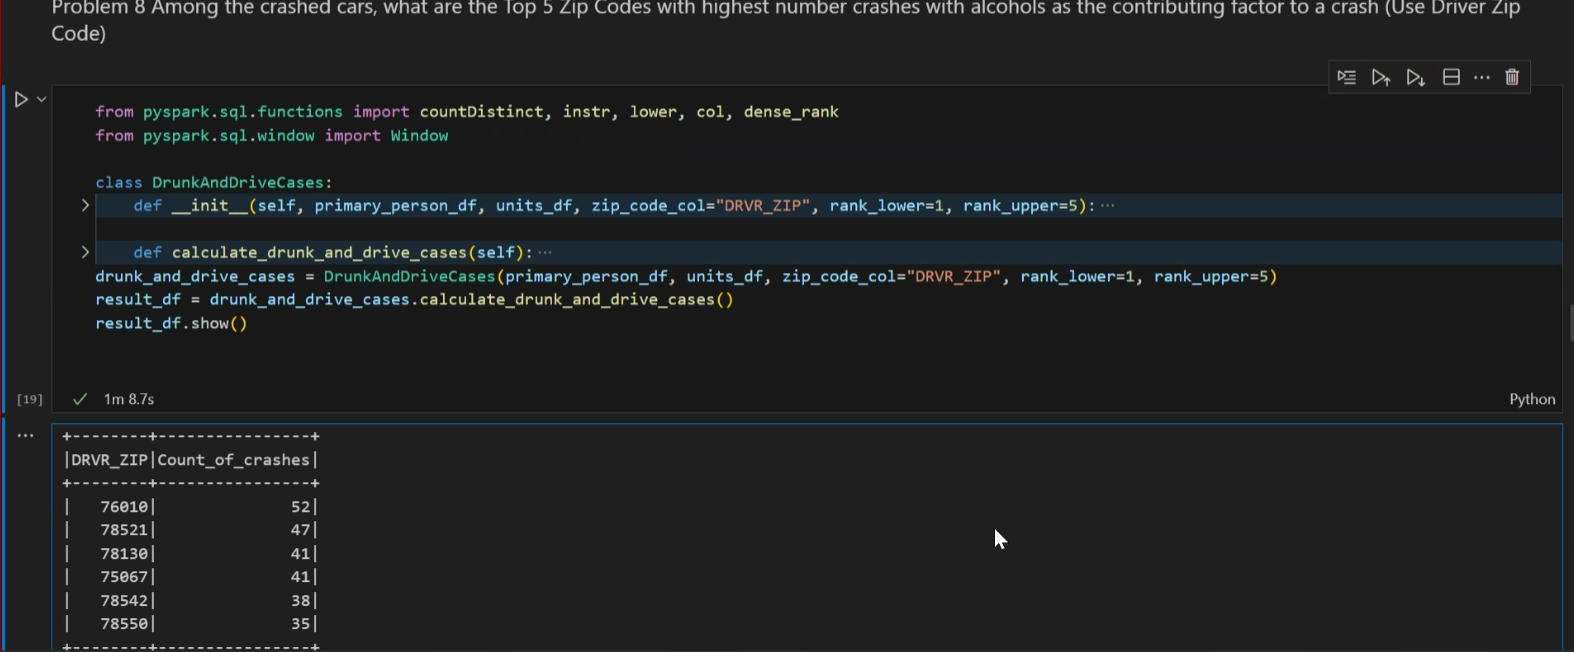 Problem 8 Among the crashed cars, what are the Top 5 Zip Codes with highest number crashes with alcohols as the contributing factor to a crash (Use Driver Zip
Code)
from pyspark.sql.functions import countDistinct, instr, lower, col, dense_rank
from pyspark.sql.window import Window
class DrunkAndDriveCases:
def __init__(self, primary_person_df, units_df, zip_code_col="DRVR_ZIP", rank_lower=1, rank_upper=5): ···
def calculate_drunk_and_drive_cases(self): ···
drunk_and_drive_cases = DrunkAndDriveCases(primary_person_df, units_df, zip_code_col="DRVR_ZIP", rank_lower=1, rank_upper=5)
result_df = drunk_and_drive_cases.calculate_drunk_and_drive_cases()
result_df.show()
[19] 1m 8.7s Python
+--------+----------------+
|DRVR_ZIP|Count_of_crashes|
+--------+----------------+
|   76010|              52|
|   78521|              47|
|   78130|              41|
|   75067|              41|
|   78542|              38|
|   78550|              35|
+--------+----------------+